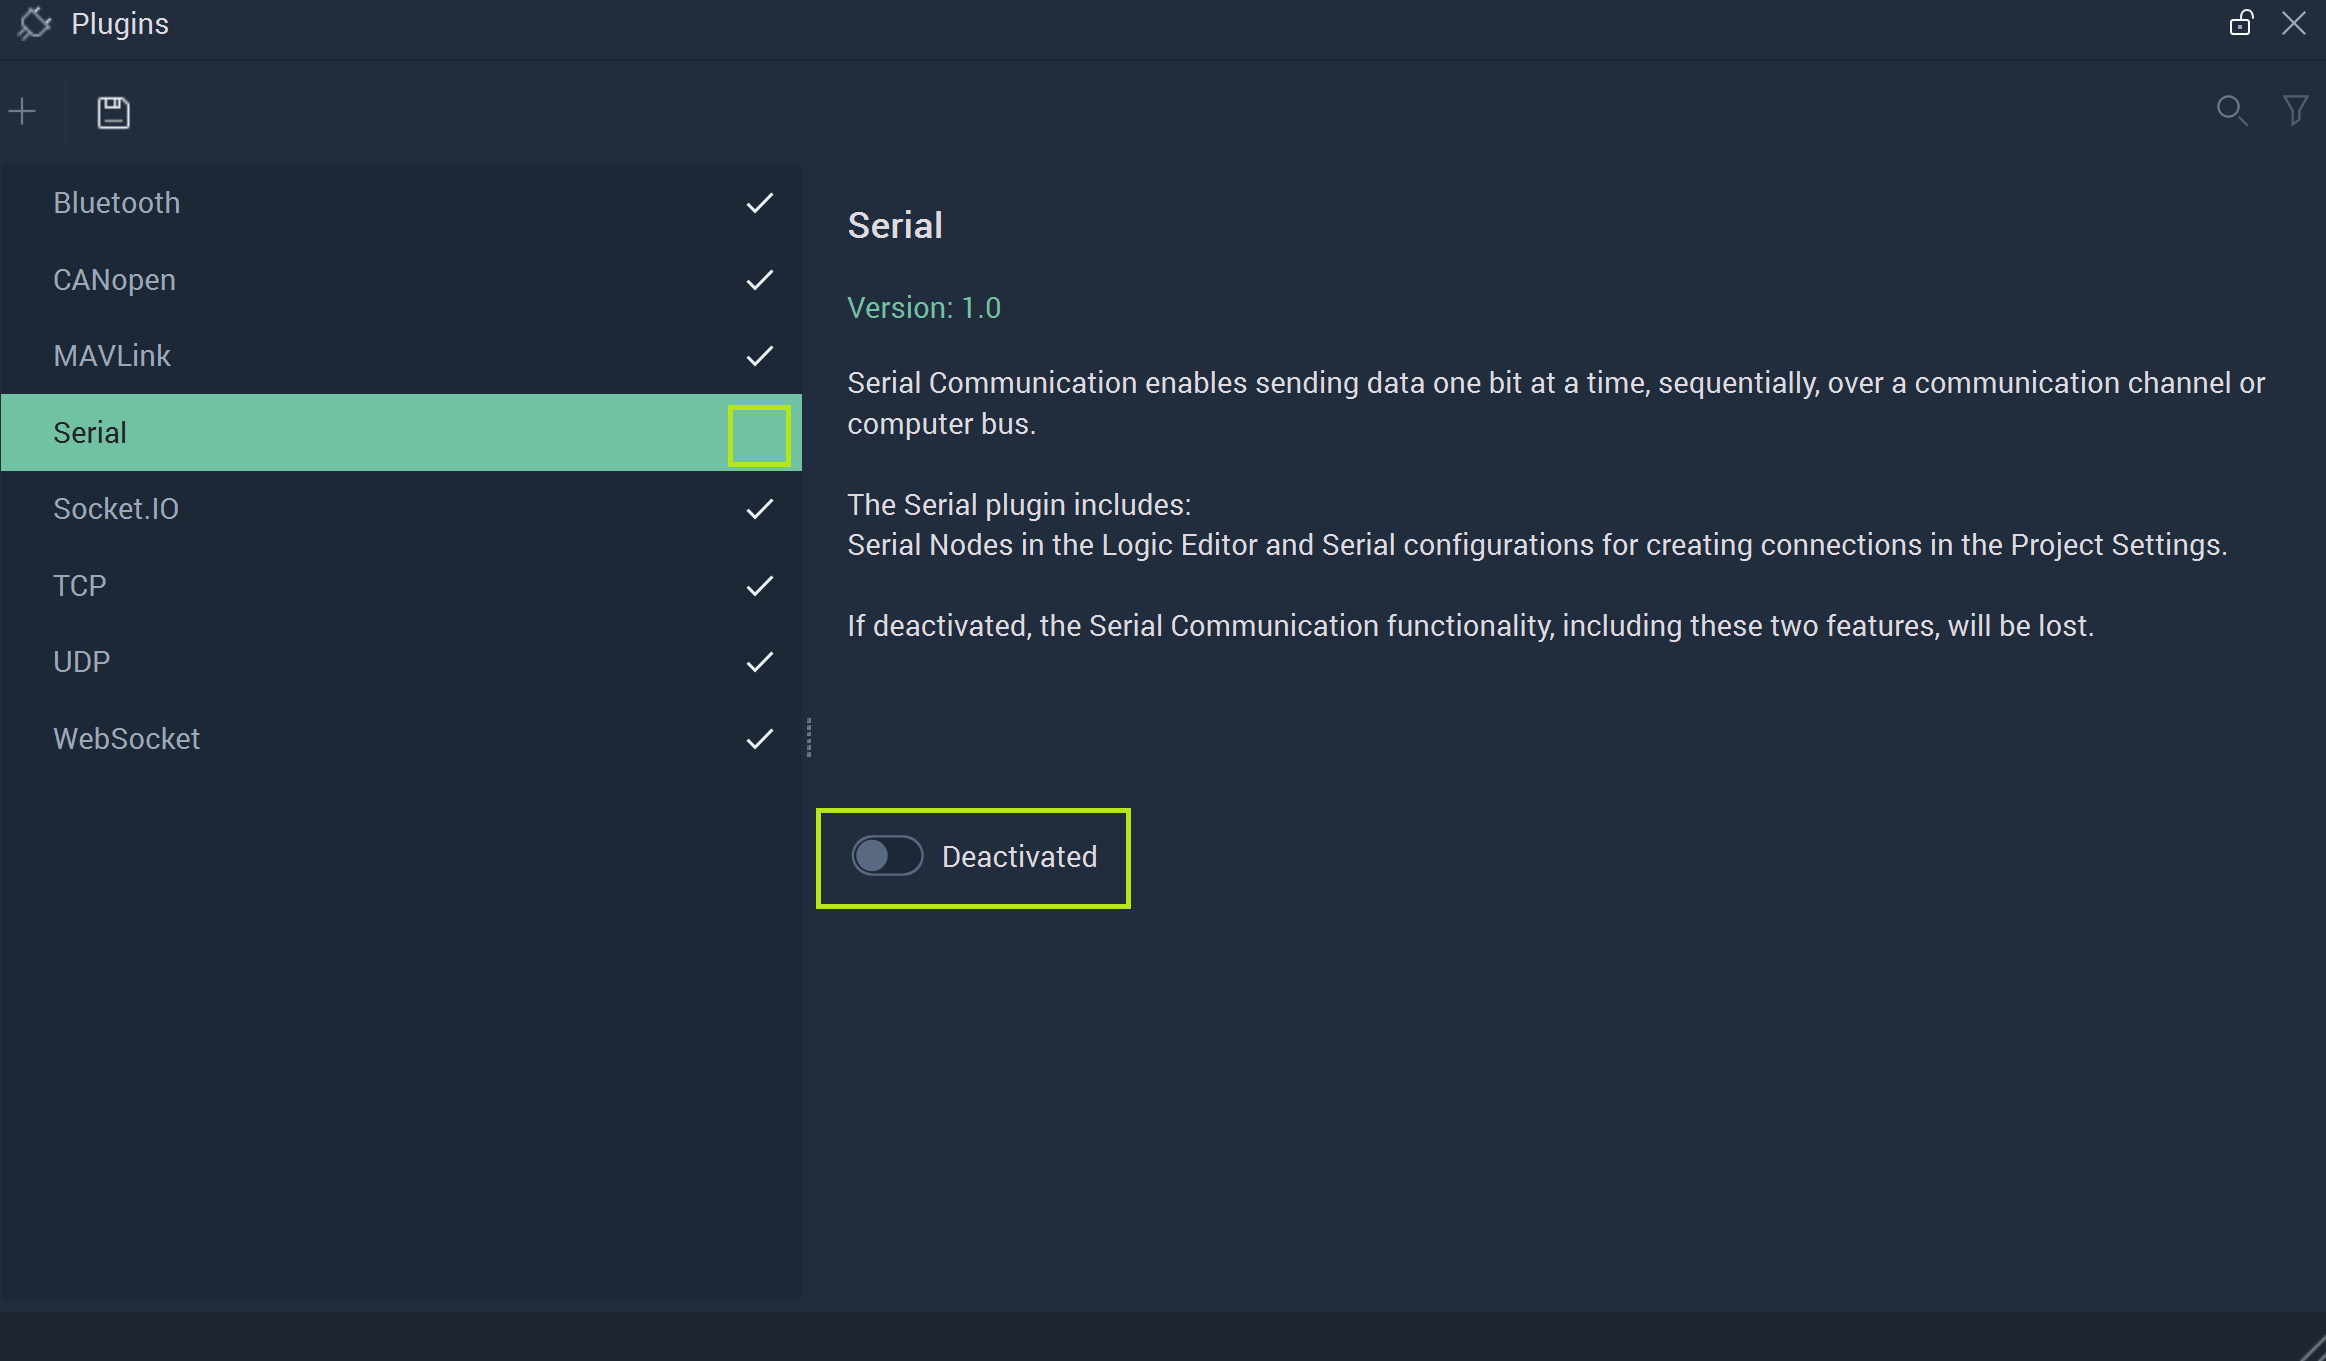 Plugins
Bluetooth
CANopen
MAVLink
Serial
Socket.IO
TCP
UDP
WebSocket
Serial
Version: 1.0
Serial Communication enables sending data one bit at a time, sequentially, over a communication channel or
computer bus.
The Serial plugin includes:
Serial Nodes in the Logic Editor and Serial configurations for creating connections in the Project Settings.
If deactivated, the Serial Communication functionality, including these two features, will be lost.
Deactivated